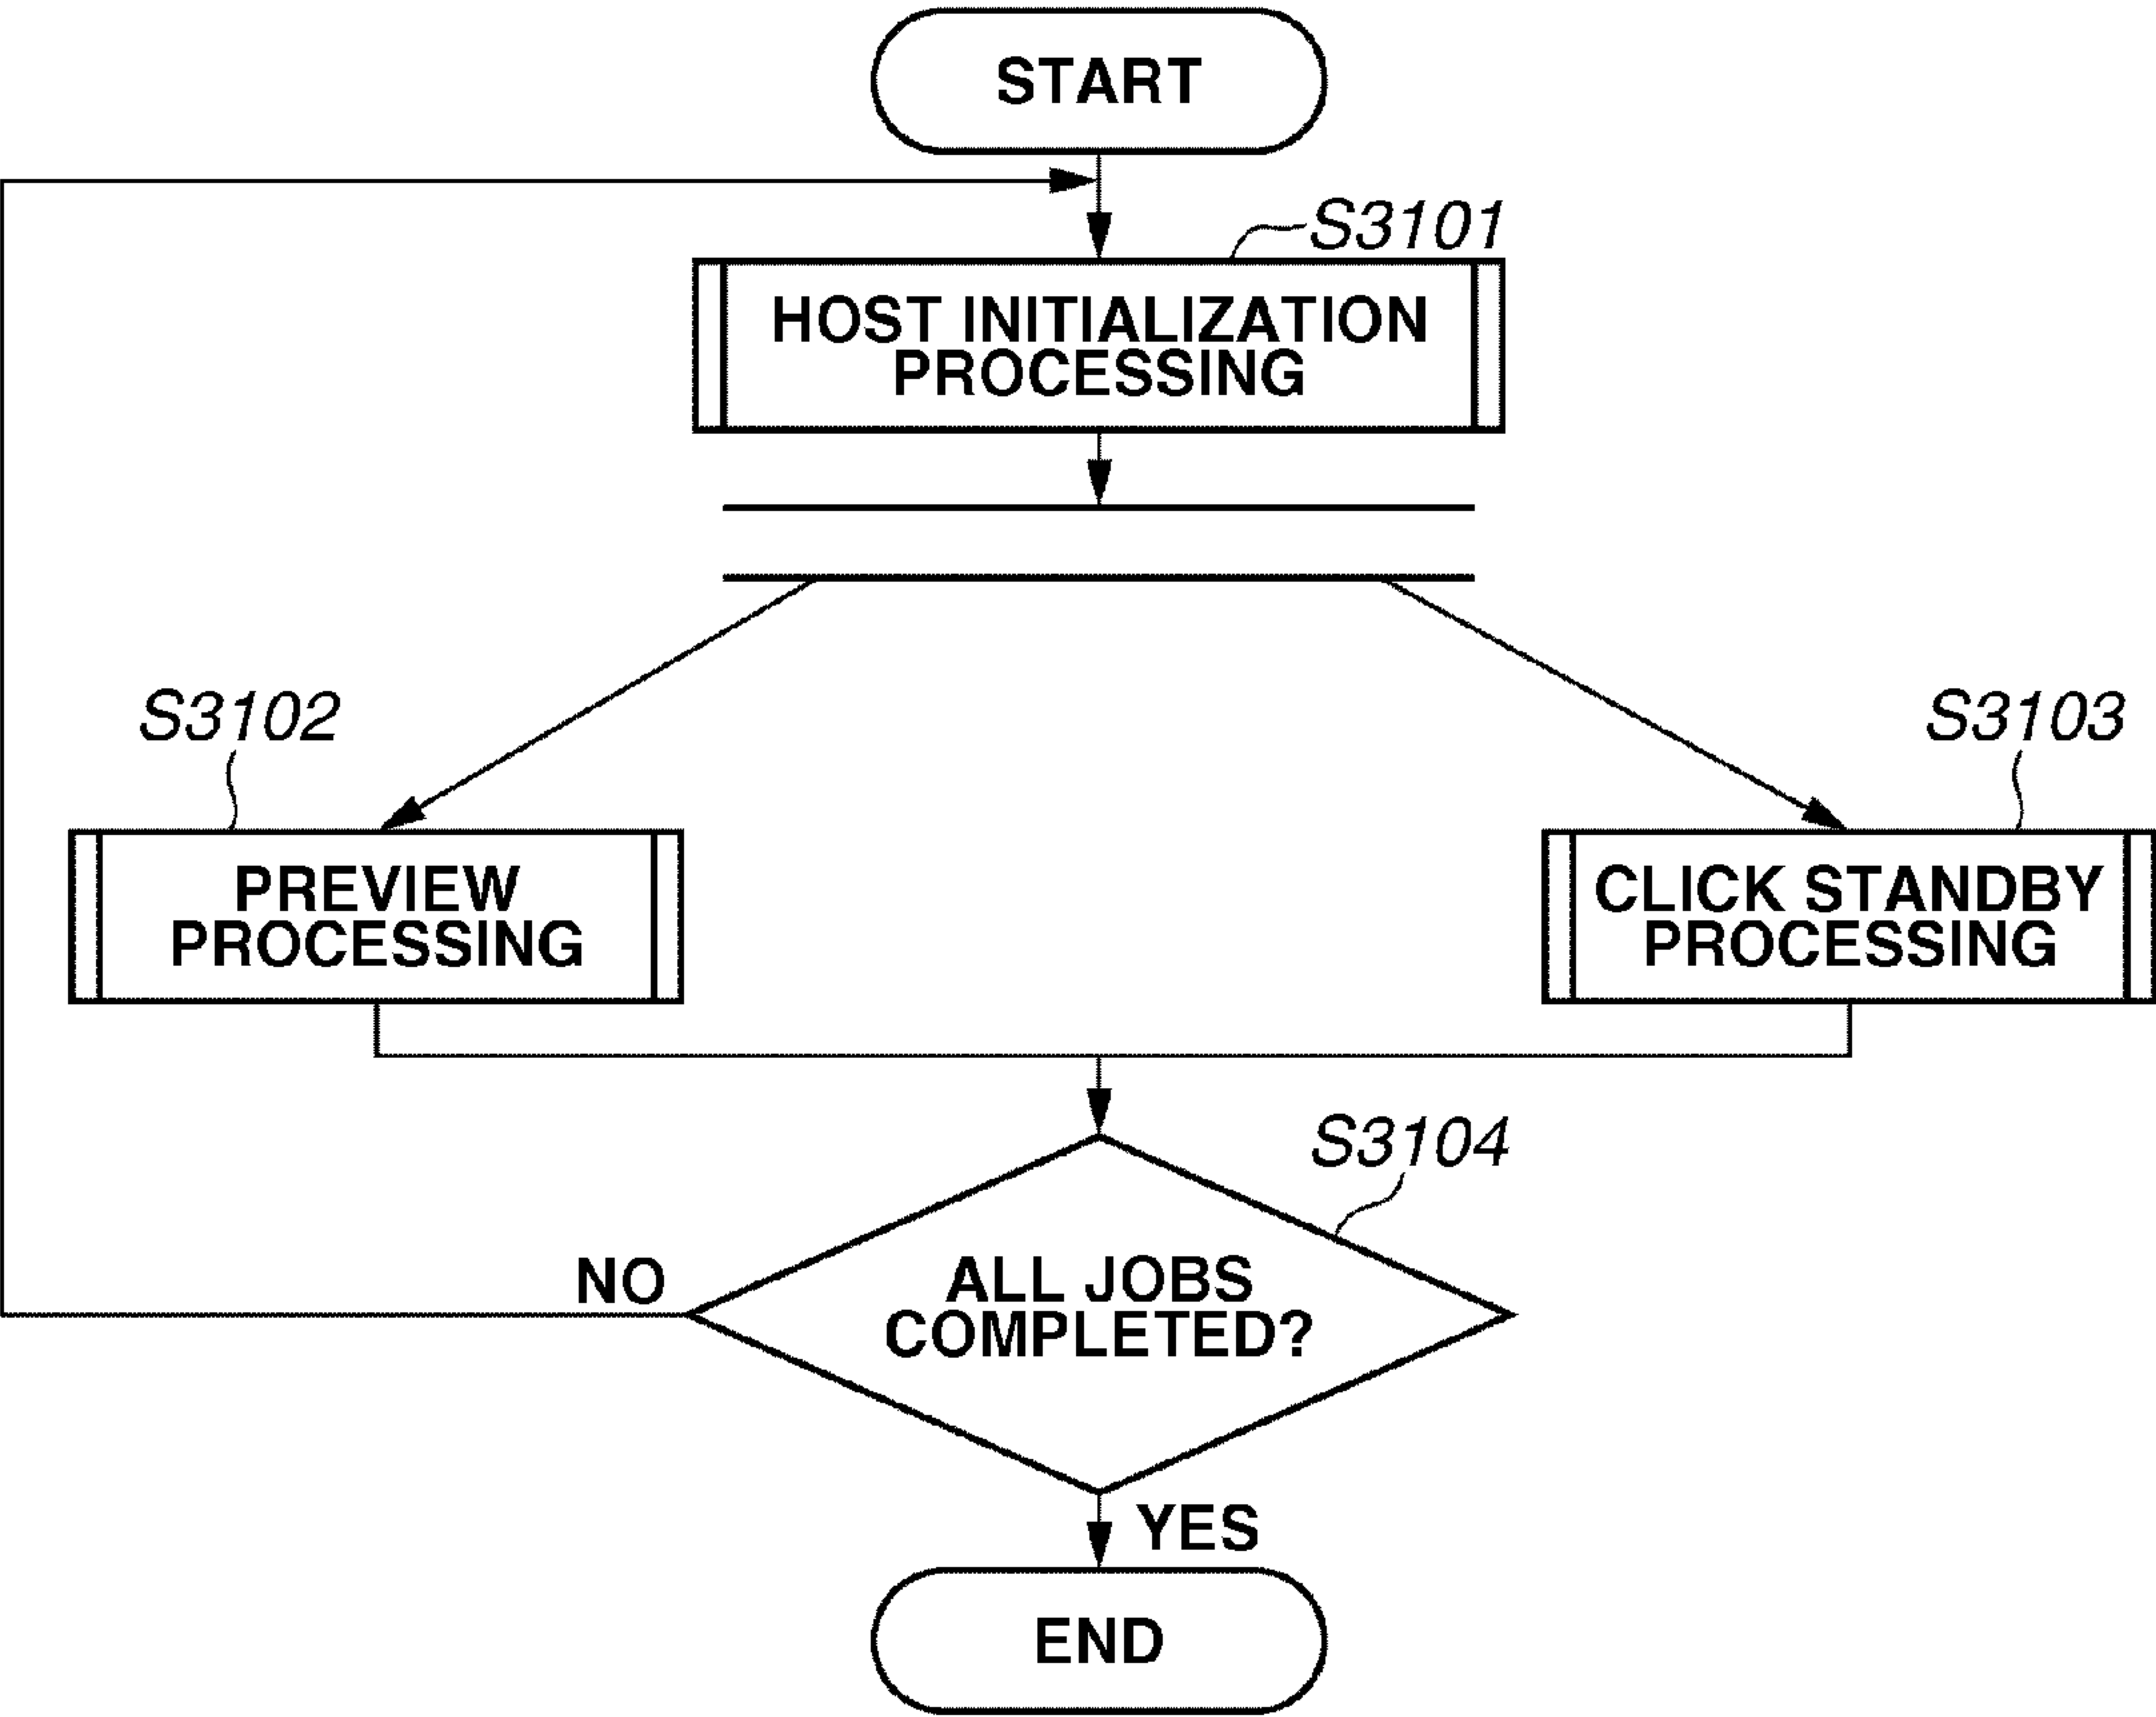 START
S3101
HOST INITIALIZATION
PROCESSING
S3102
S3103
PREVIEW
PROCESSING
CLICK STANDBY
PROCESSING
S3104
NO
ALL JOBS
COMPLETED?
YES
END